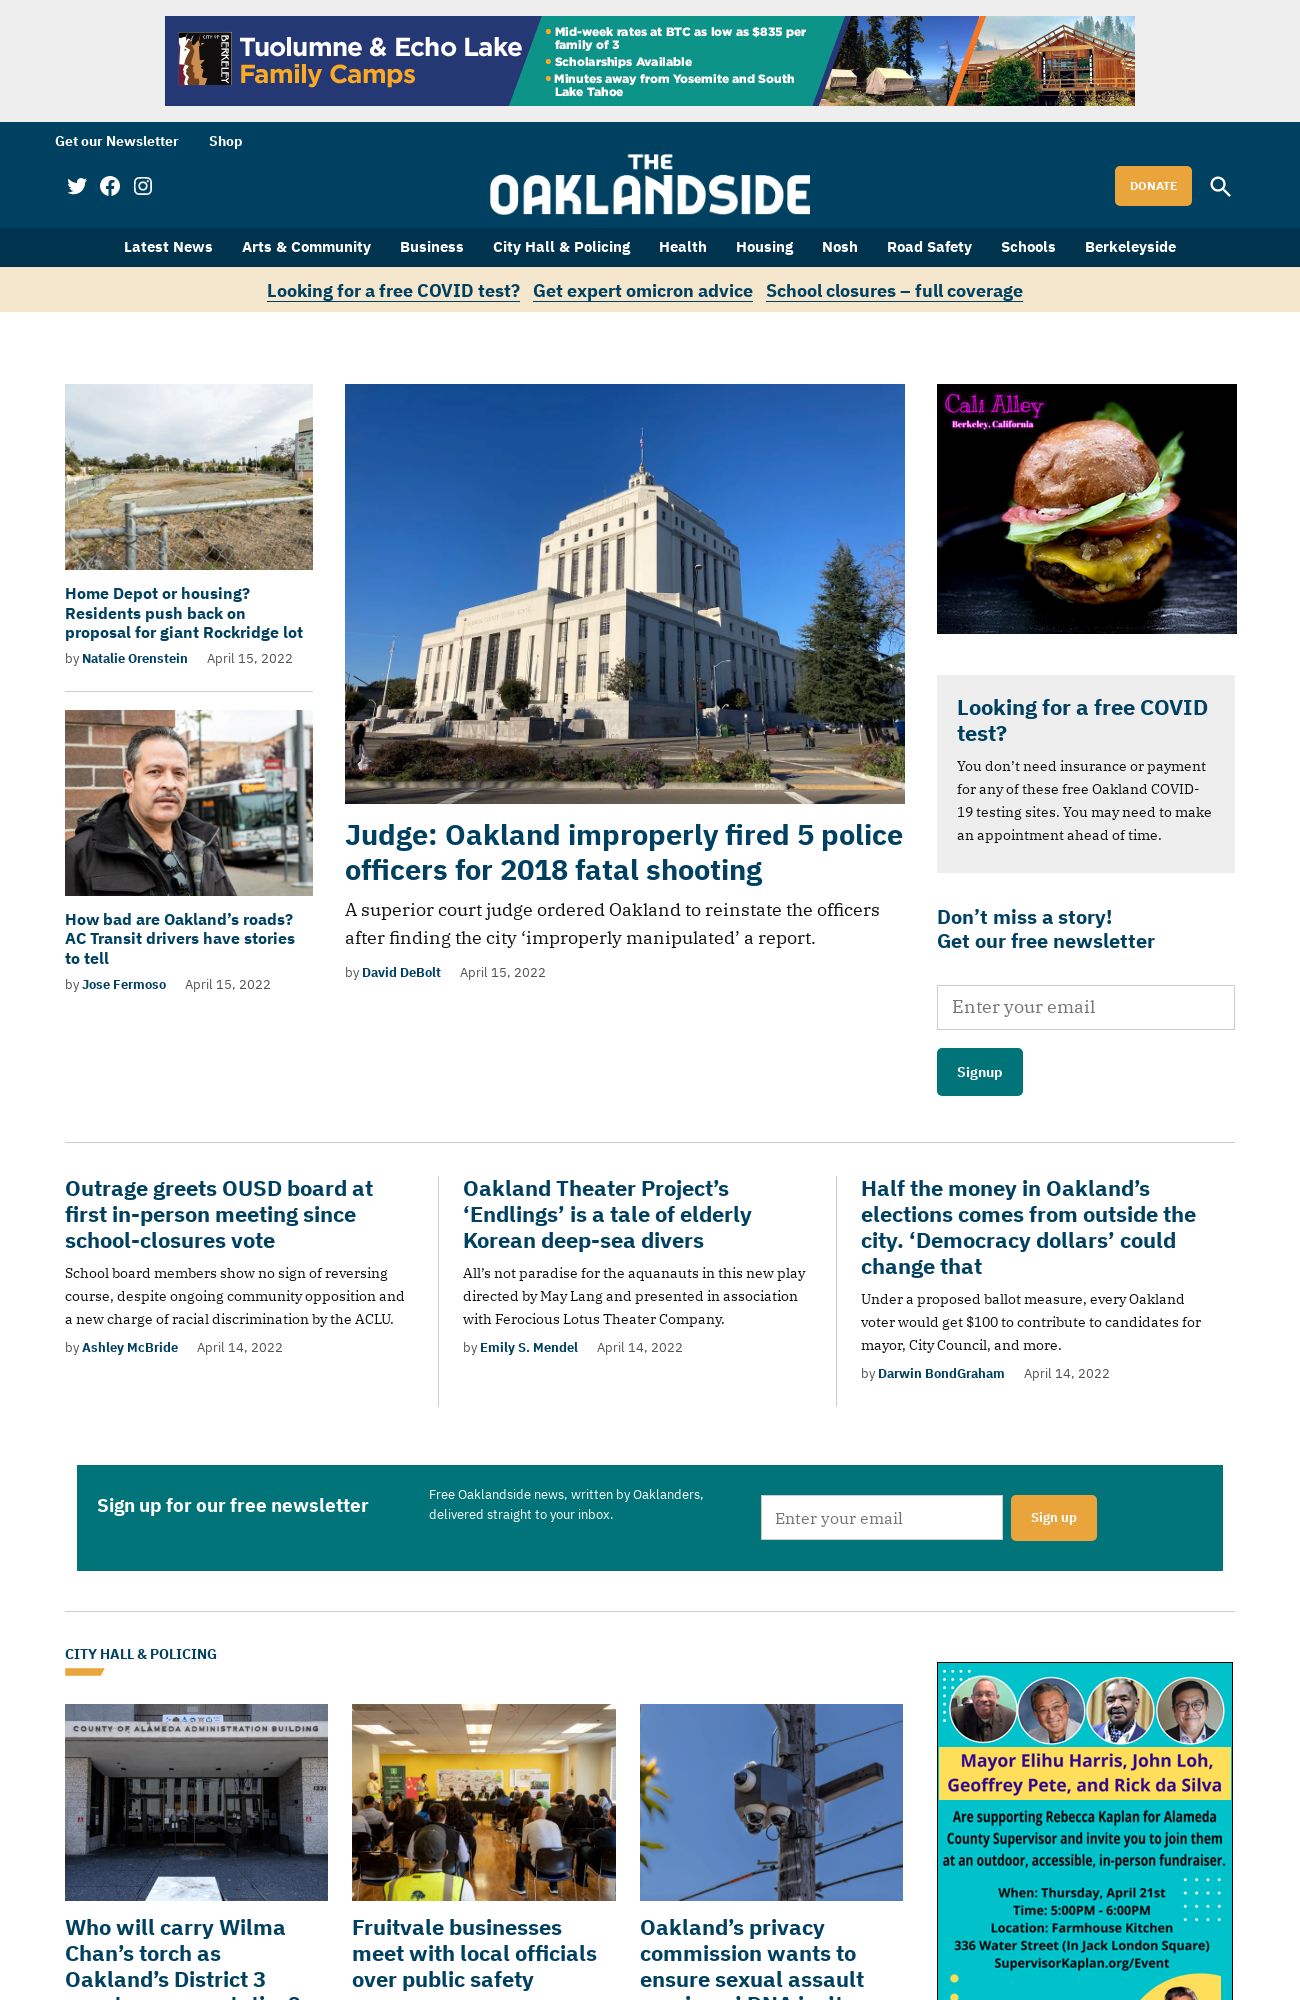 CITY OF BERKELEY
Tuolumne & Echo Lake
Family Camps
Mid-week rates at BTC as low as $835 per
family of 3
Scholarships Available
Minutes away from Yosemite and South
Lake Tahoe
Get our Newsletter Shop
THE
OAKLANDSIDE
DONATE
Latest News Arts & Community Business City Hall & Policing Health Housing Nosh Road Safety Schools Berkeleyside
Looking for a free COVID test? Get expert omicron advice School closures – full coverage
Home Depot or housing?
Residents push back on
proposal for giant Rockridge lot
by Natalie Orenstein April 15, 2022
How bad are Oakland’s roads?
AC Transit drivers have stories
to tell
by Jose Fermoso April 15, 2022
Judge: Oakland improperly fired 5 police
officers for 2018 fatal shooting
A superior court judge ordered Oakland to reinstate the officers
after finding the city ‘improperly manipulated’ a report.
by David DeBolt April 15, 2022
Cali Alley
Berkeley, California
Looking for a free COVID
test?
You don’t need insurance or payment
for any of these free Oakland COVID-
19 testing sites. You may need to make
an appointment ahead of time.
Don’t miss a story!
Get our free newsletter
Enter your email
Signup
Outrage greets OUSD board at
first in-person meeting since
school-closures vote
School board members show no sign of reversing
course, despite ongoing community opposition and
a new charge of racial discrimination by the ACLU.
by Ashley McBride April 14, 2022
Oakland Theater Project’s
‘Endlings’ is a tale of elderly
Korean deep-sea divers
All’s not paradise for the aquanauts in this new play
directed by May Lang and presented in association
with Ferocious Lotus Theater Company.
by Emily S. Mendel April 14, 2022
Half the money in Oakland’s
elections comes from outside the
city. ‘Democracy dollars’ could
change that
Under a proposed ballot measure, every Oakland
voter would get $100 to contribute to candidates for
mayor, City Council, and more.
by Darwin BondGraham April 14, 2022
Sign up for our free newsletter
Free Oaklandside news, written by Oaklanders,
delivered straight to your inbox.
Enter your email
Sign up
CITY HALL & POLICING
COUNTY OF ALAMEDA ADMINISTRATION BUILDING
1221
Who will carry Wilma
Chan’s torch as
Oakland’s District 3
Fruitvale businesses
meet with local officials
over public safety
Oakland’s privacy
commission wants to
ensure sexual assault
Mayor Elihu Harris, John Loh,
Geoffrey Pete, and Rick da Silva
Are supporting Rebecca Kaplan for Alameda
County Supervisor and invite you to join them
at an outdoor, accessible, in-person fundraiser.
When: Thursday, April 21st
Time: 5:00PM - 6:00PM
Location: Farmhouse Kitchen
336 Water Street (In Jack London Square)
SupervisorKaplan.org/Event